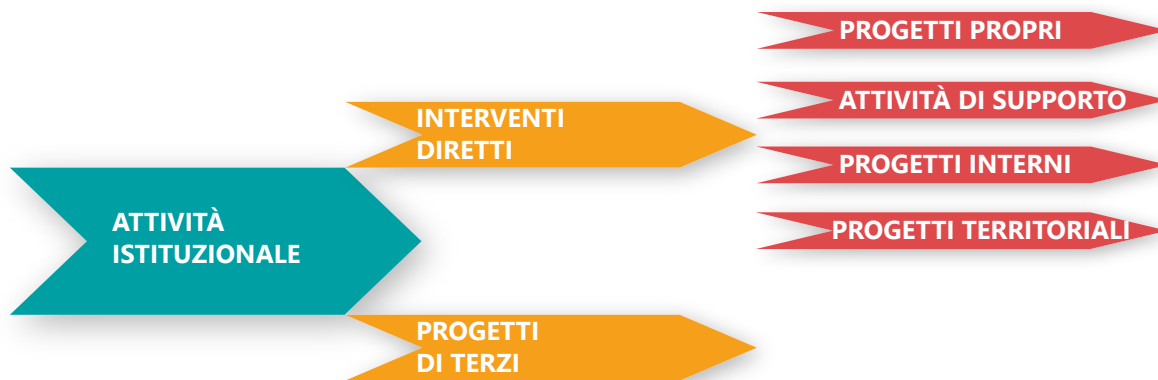 ATTIVITÀ
ISTITUZIONALE
INTERVENTI
DIRETTI
PROGETTI
DI TERZI
PROGETTI PROPRI
ATTIVITÀ DI SUPPORTO
PROGETTI INTERNI
PROGETTI TERRITORIALI